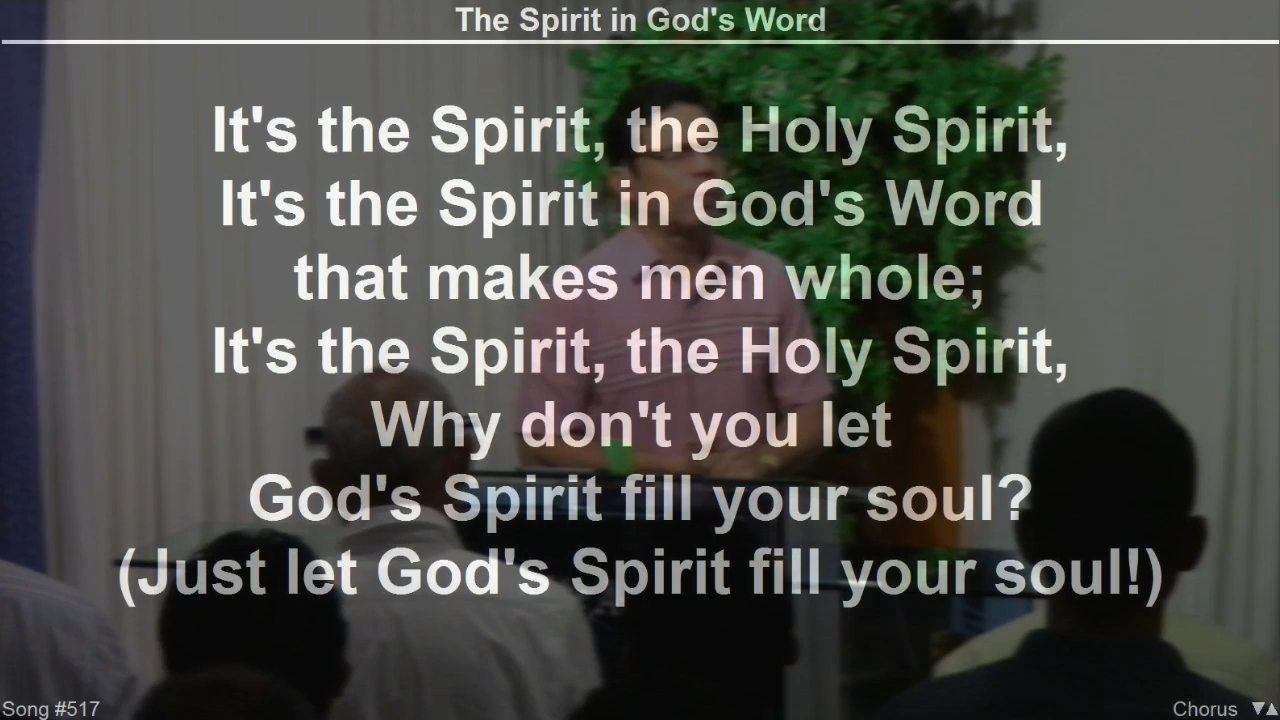 The Spirit in God's Word
It's the Spirit, the Holy Spirit,
It's the Spirit in God's Word
that makes men whole;
It's the Spirit, the Holy Spirit,
Why don't you let
God's Spirit fill your soul?
(Just let God's Spirit fill your soul!)
Song #517
Chorus ▼▲